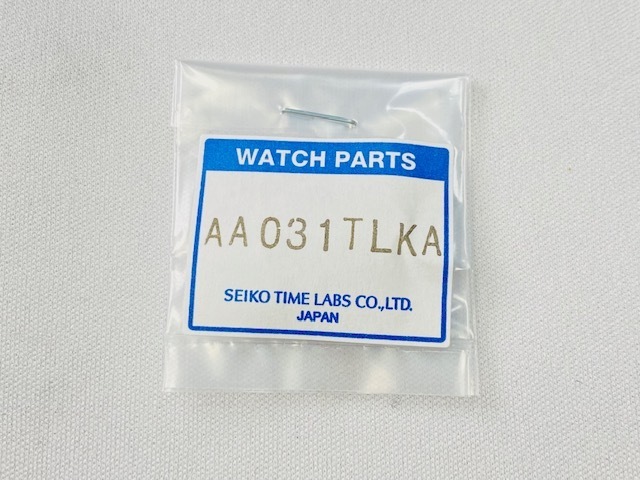 WATCH PARTS
AA031TLKA
SEIKO TIME LABS CO.,LTD.
JAPAN